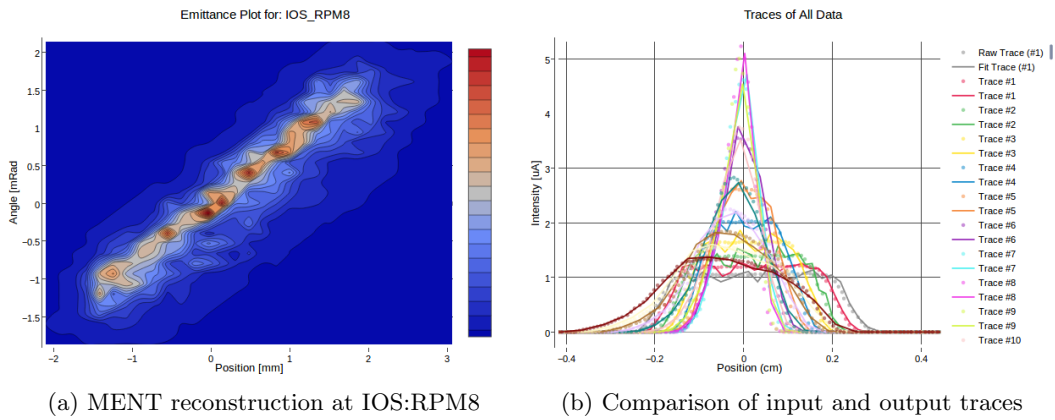 Emittance Plot for: IOS_RPM8
2
1.5
1
0.5
0
−0.5
−1
−1.5
Angle [mRad]
−2
−1
0
1
2
3
Position [mm]
(a) MENT reconstruction at IOS:RPM8
Traces of All Data
5
4
3
2
1
0
Intensity [uA]
−0.4
−0.2
0
0.2
0.4
Position (cm)
Raw Trace (#1)
Fit Trace (#1)
Trace #1
Trace #1
Trace #2
Trace #2
Trace #3
Trace #3
Trace #4
Trace #4
Trace #5
Trace #5
Trace #6
Trace #6
Trace #7
Trace #7
Trace #8
Trace #8
Trace #9
Trace #9
Trace #10
(b) Comparison of input and output traces